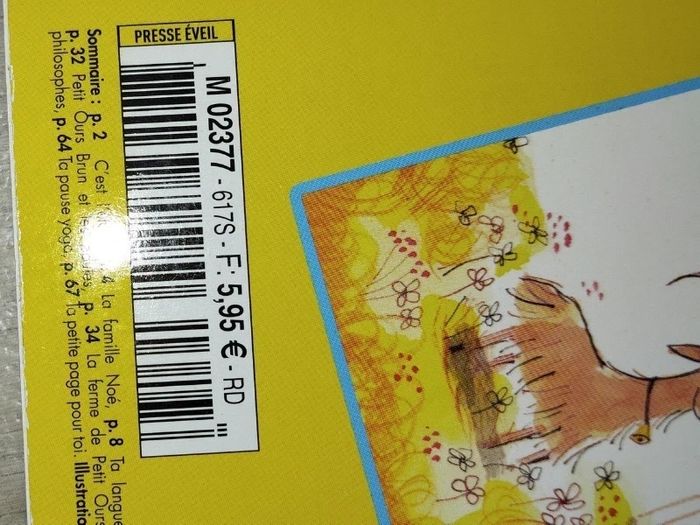 PRESSE ÉVEIL
M 02377 - 617S - F: 5,95 € - RD
Sommaire : p. 2 C'est La famille Noé, p. 8 Ta langue
p. 32 Petit Ours Brun et p. 34 La ferme de Petit Ours
philosophes, p. 64 Ta pause yoga, p. 67 Ta petite page pour toi. Illustratio